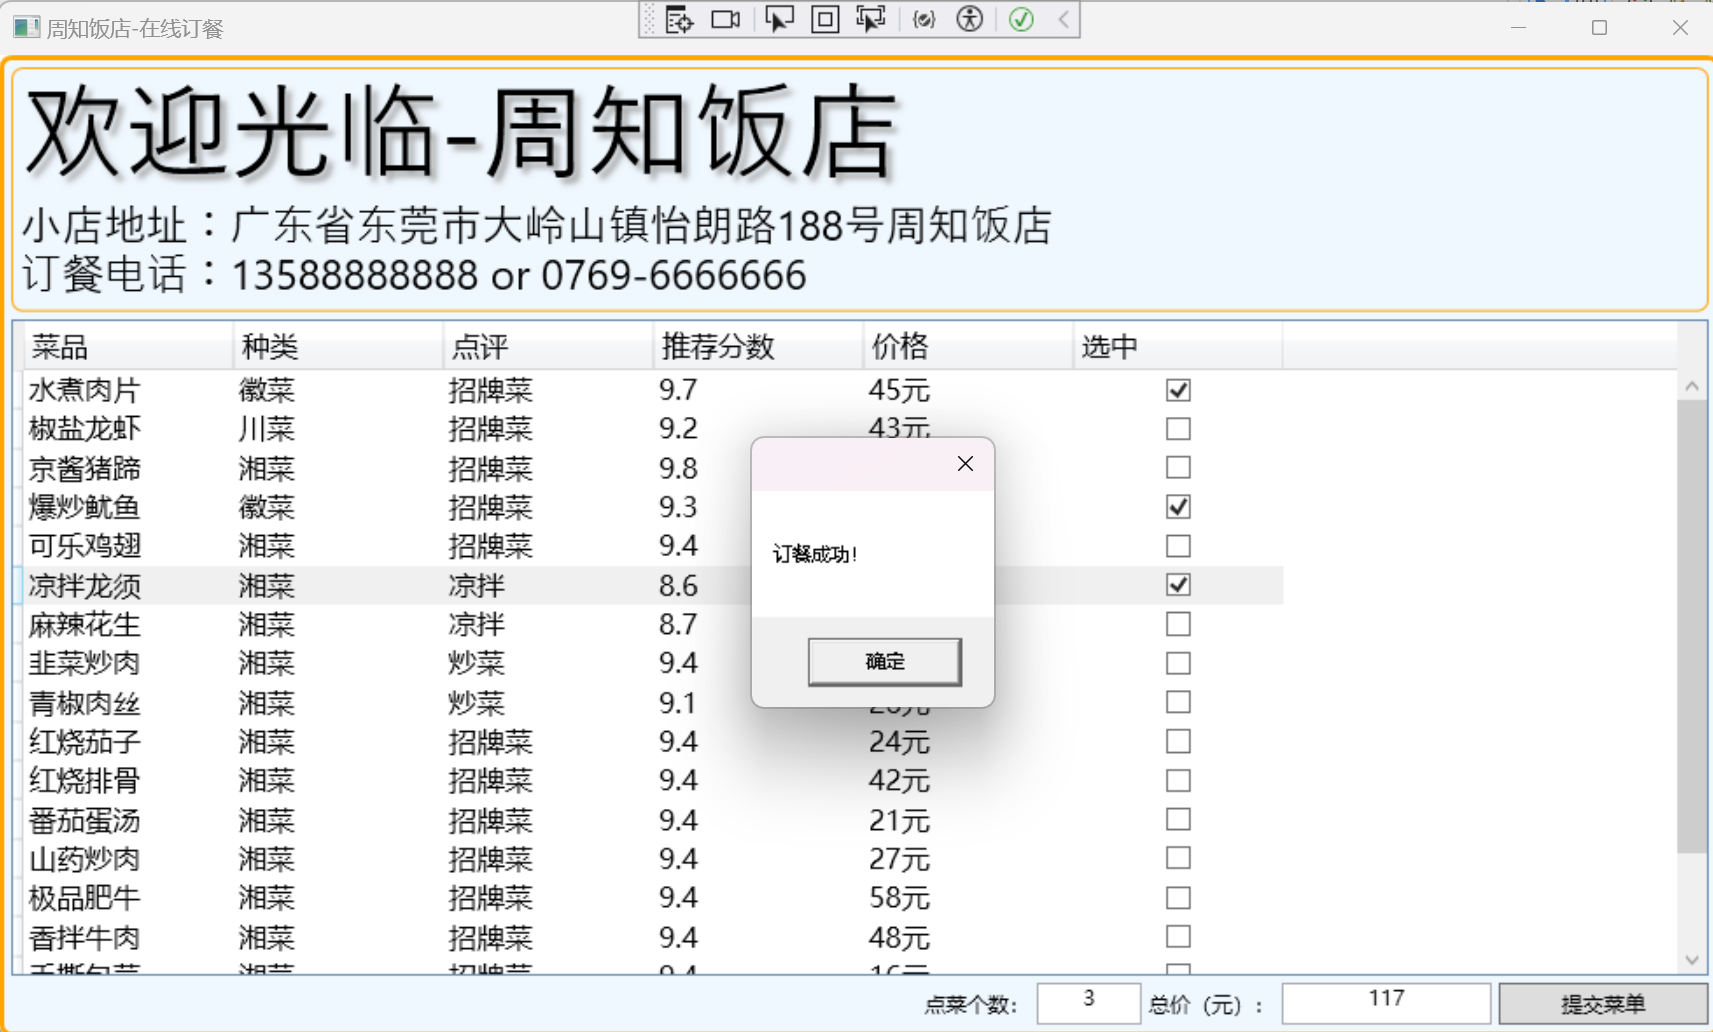 周知饭店-在线订餐
欢迎光临-周知饭店
小店地址：广东省东莞市大岭山镇怡朗路188号周知饭店
订餐电话：13588888888 or 0769-6666666
菜品 种类 点评 推荐分数 价格 选中
水煮肉片 徽菜 招牌菜 9.7 45元
椒盐龙虾 川菜 招牌菜 9.2 43元
京酱猪蹄 湘菜 招牌菜 9.8
爆炒鱿鱼 徽菜 招牌菜 9.3
可乐鸡翅 湘菜 招牌菜 9.4
订餐成功！
凉拌龙须 湘菜 凉拌 8.6
麻辣花生 湘菜 凉拌 8.7
韭菜炒肉 湘菜 炒菜 9.4
确定
青椒肉丝 湘菜 炒菜 9.1
红烧茄子 湘菜 招牌菜 9.4 24元
红烧排骨 湘菜 招牌菜 9.4 42元
番茄蛋汤 湘菜 招牌菜 9.4 21元
山药炒肉 湘菜 招牌菜 9.4 27元
极品肥牛 湘菜 招牌菜 9.4 58元
香拌牛肉 湘菜 招牌菜 9.4 48元
点菜个数： 3 总价（元）： 117 提交菜单